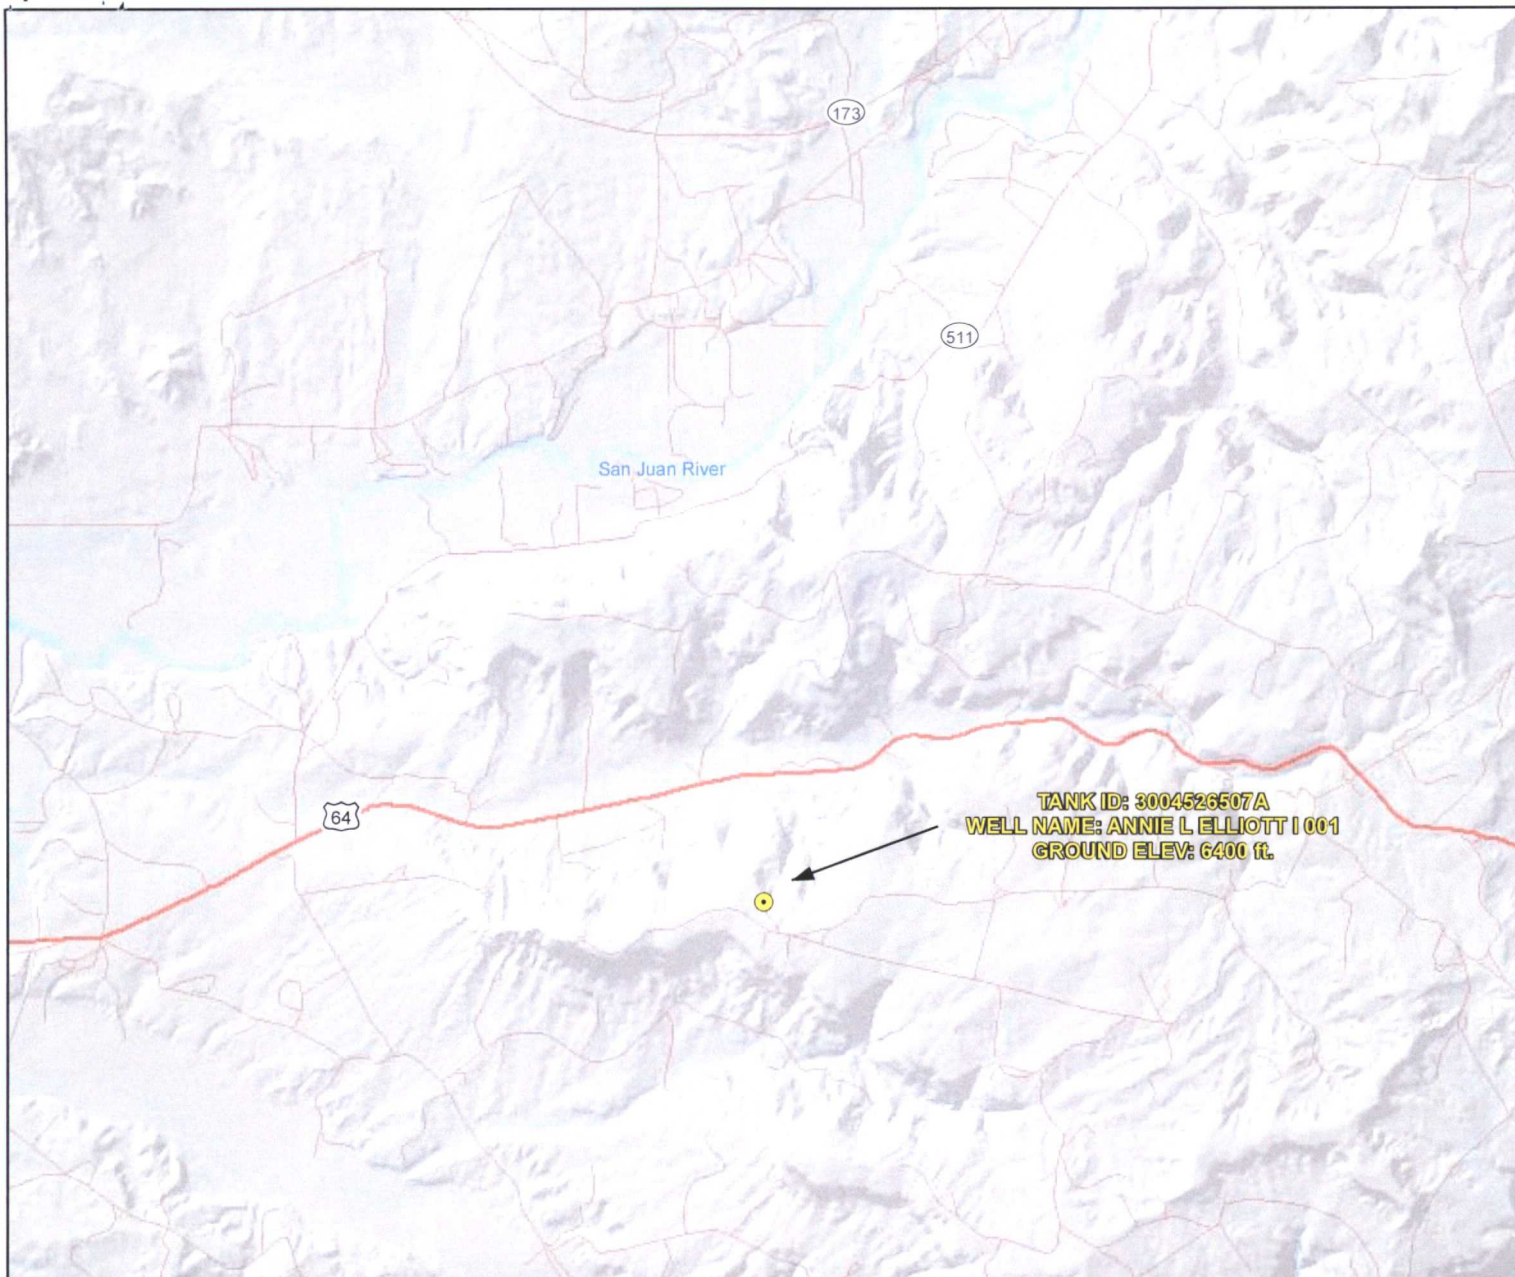 173
511
San Juan River
64
TANK ID: 3004526507A
WELL NAME: ANNIE L ELLIOTT I 001
GROUND ELEV: 6400 ft.